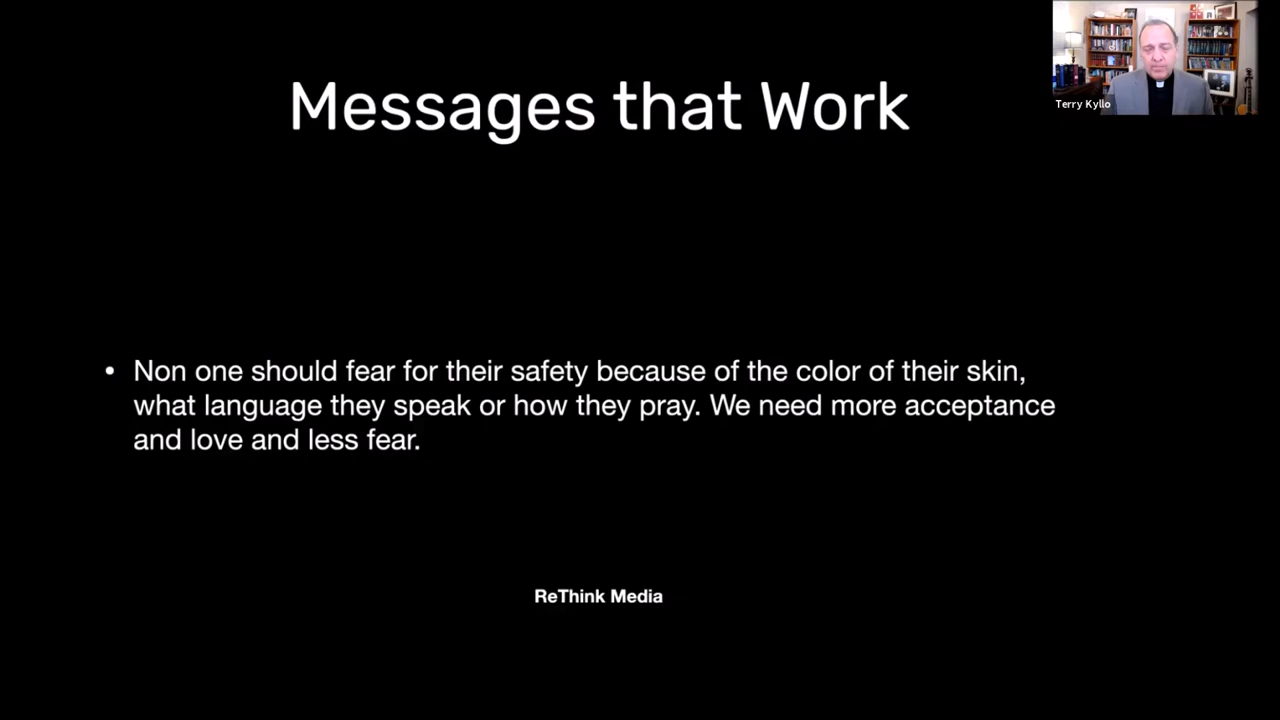 Messages that Work
Terry Kyllo
• Non one should fear for their safety because of the color of their skin,
what language they speak or how they pray. We need more acceptance
and love and less fear.
ReThink Media